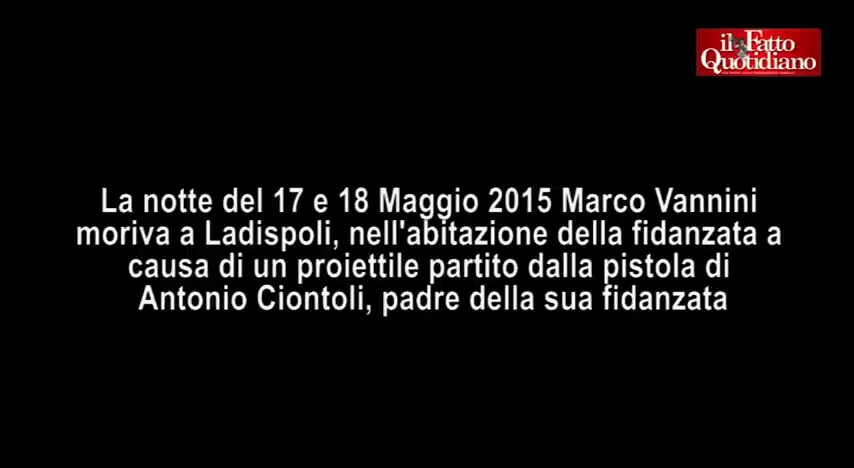 il Fatto
Quotidiano
La notte del 17 e 18 Maggio 2015 Marco Vannini
moriva a Ladispoli, nell'abitazione della fidanzata a
causa di un proiettile partito dalla pistola di
Antonio Ciontoli, padre della sua fidanzata